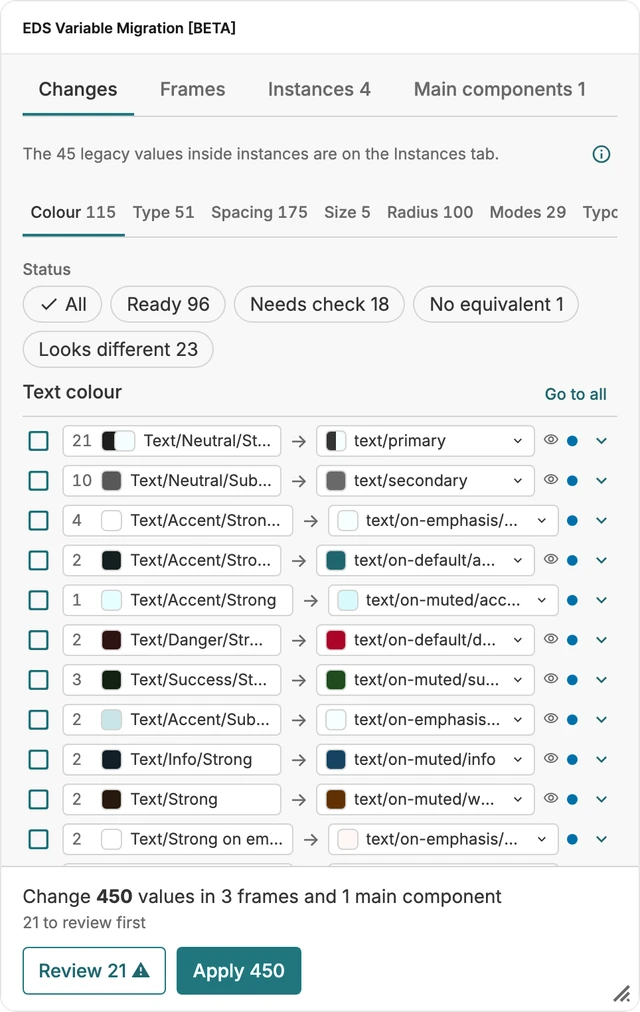 EDS Variable Migration [BETA]
Changes Frames Instances 4 Main components 1
The 45 legacy values inside instances are on the Instances tab.
Colour 115 Type 51 Spacing 175 Size 5 Radius 100 Modes 29 Typo
Status
All Ready 96 Needs check 18 No equivalent 1
Looks different 23
Text colour Go to all
21 Text/Neutral/St... → text/primary
10 Text/Neutral/Sub... → text/secondary
4 Text/Accent/Stron... → text/on-emphasis/...
2 Text/Accent/Stro... → text/on-default/a...
1 Text/Accent/Strong → text/on-muted/acc...
2 Text/Danger/Str... → text/on-default/d...
3 Text/Success/St... → text/on-muted/su...
2 Text/Accent/Sub... → text/on-emphasis...
2 Text/Info/Strong → text/on-muted/info
2 Text/Strong → text/on-muted/w...
2 Text/Strong on em... → text/on-emphasis/...
Change 450 values in 3 frames and 1 main component
21 to review first
Review 21 Apply 450